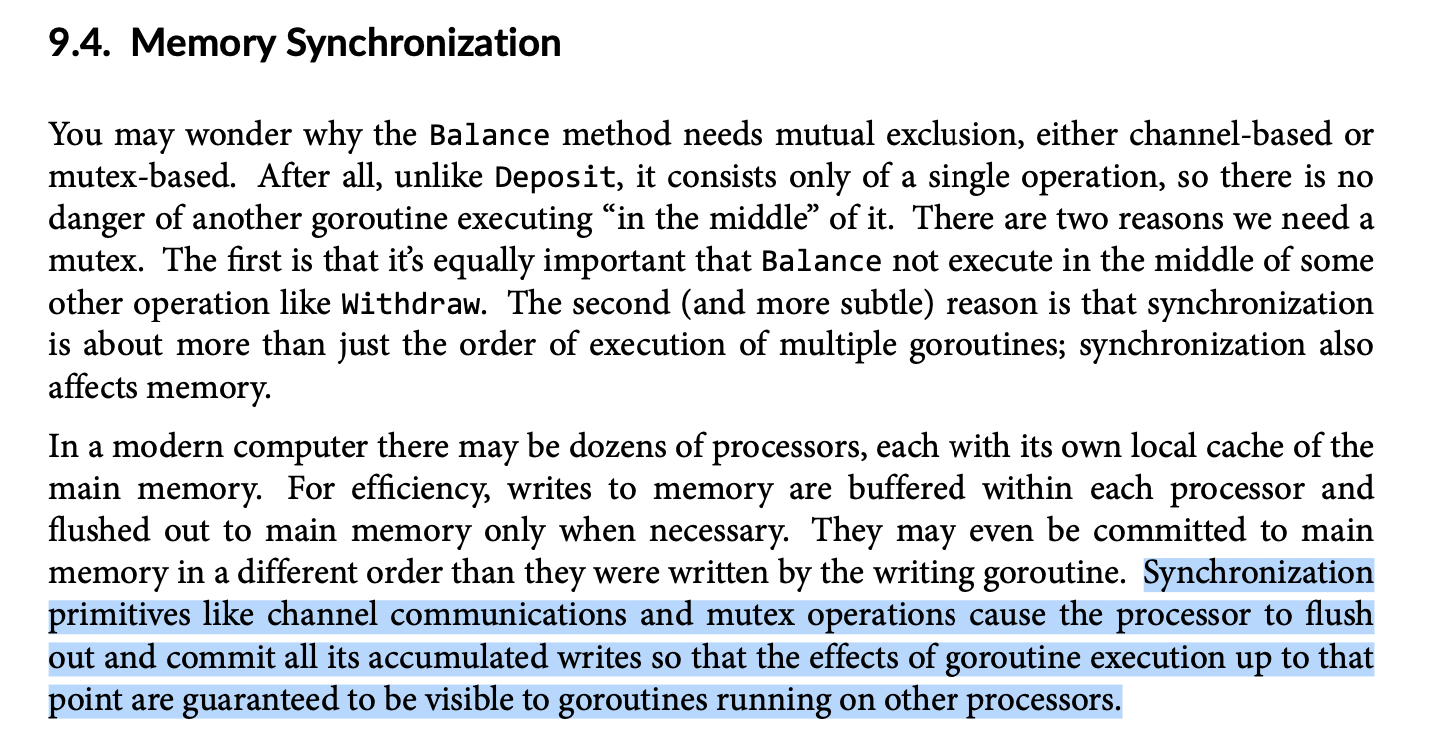 9.4. Memory Synchronization
You may wonder why the Balance method needs mutual exclusion, either channel-based or
mutex-based. After all, unlike Deposit, it consists only of a single operation, so there is no
danger of another goroutine executing “in the middle” of it. There are two reasons we need a
mutex. The first is that it’s equally important that Balance not execute in the middle of some
other operation like Withdraw. The second (and more subtle) reason is that synchronization
is about more than just the order of execution of multiple goroutines; synchronization also
affects memory.
In a modern computer there may be dozens of processors, each with its own local cache of the
main memory. For efficiency, writes to memory are buffered within each processor and
flushed out to main memory only when necessary. They may even be committed to main
memory in a different order than they were written by the writing goroutine. Synchronization
primitives like channel communications and mutex operations cause the processor to flush
out and commit all its accumulated writes so that the effects of goroutine execution up to that
point are guaranteed to be visible to goroutines running on other processors.